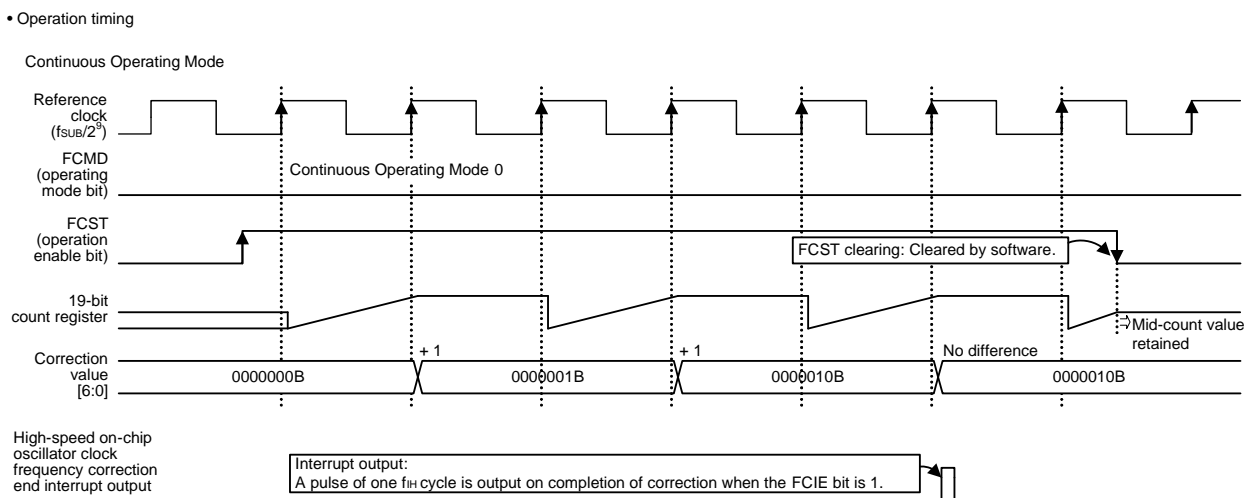 • Operation timing
Continuous Operating Mode
Reference
clock
(fSUB/2⁹)
FCMD
(operating
mode bit)
Continuous Operating Mode 0
FCST
(operation
enable bit)
FCST clearing: Cleared by software.
19-bit
count register
Mid-count value
retained
Correction
value
[6:0]
0000000B
+ 1
0000001B
+ 1
0000010B
No difference
0000010B
High-speed on-chip
oscillator clock
frequency correction
end interrupt output
Interrupt output:
A pulse of one fIH cycle is output on completion of correction when the FCIE bit is 1.